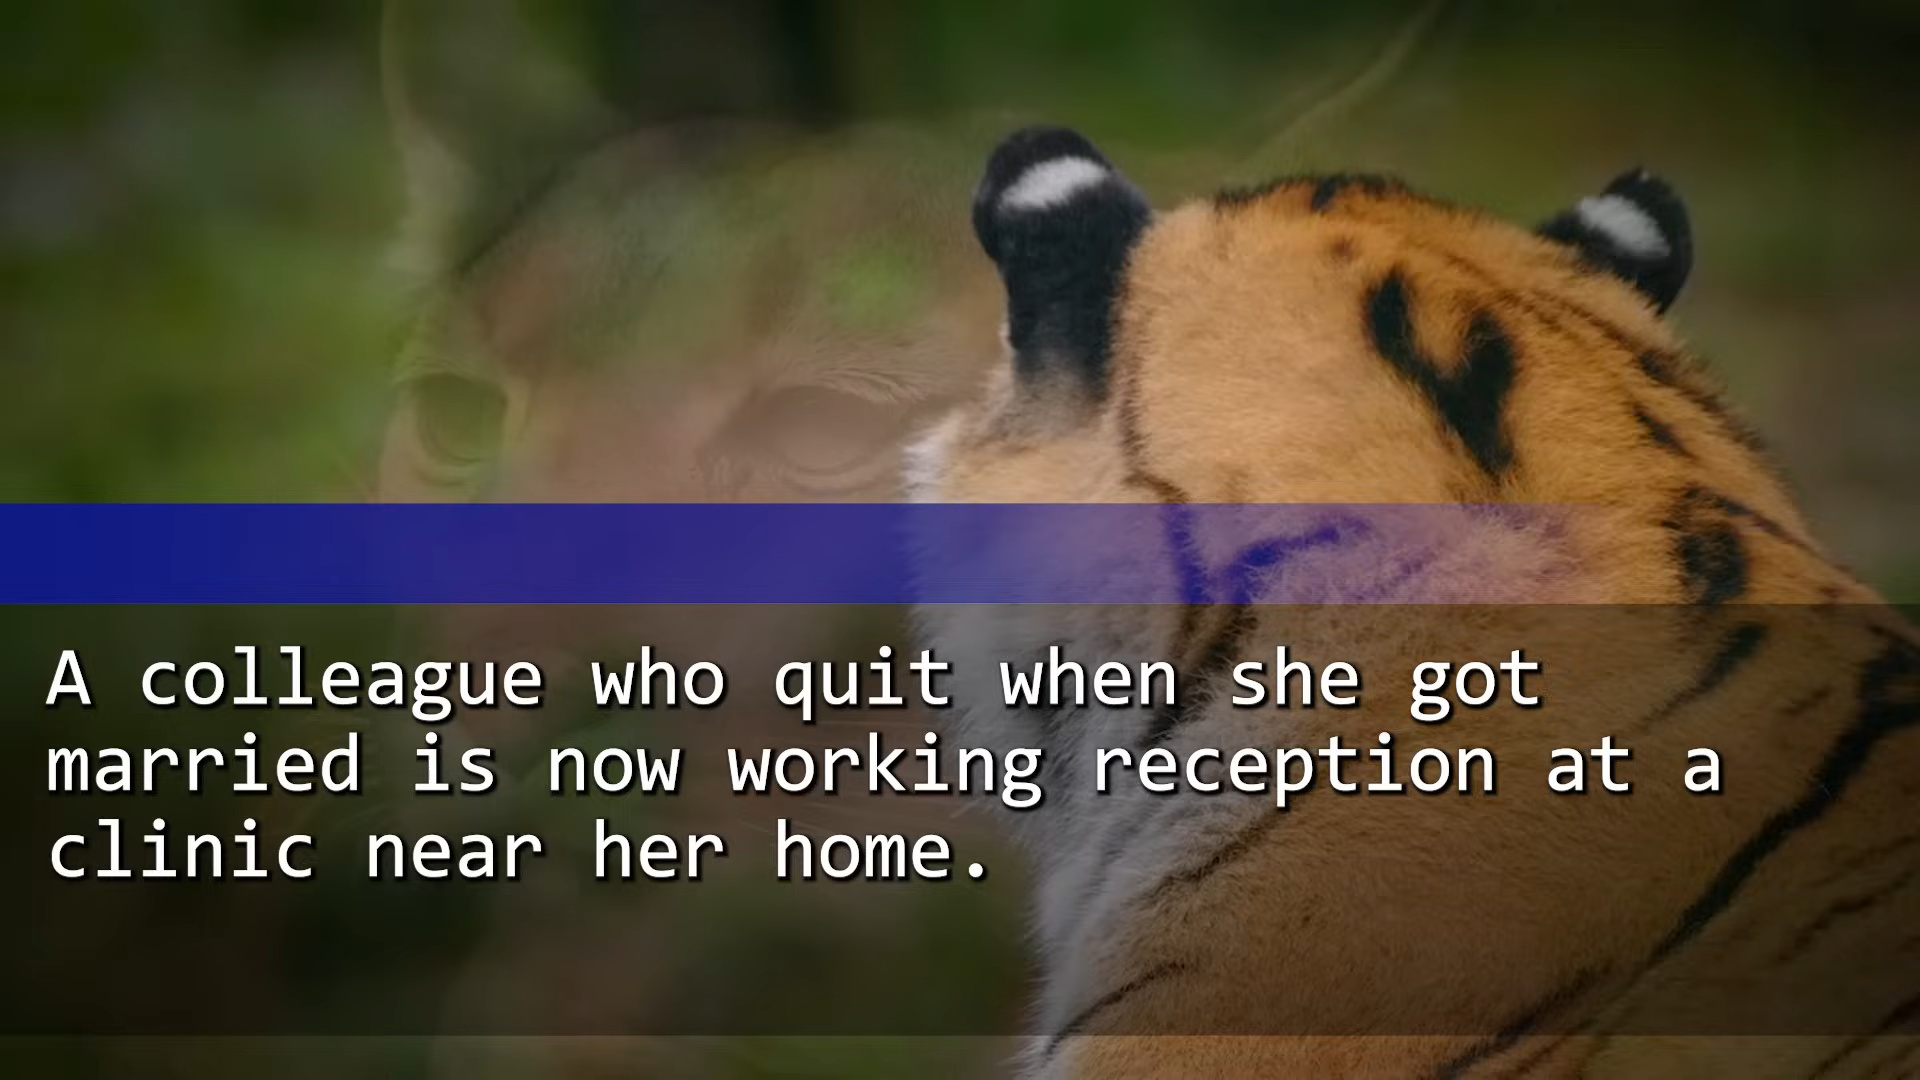 A colleague who quit when she got
married is now working reception at a
clinic near her home.